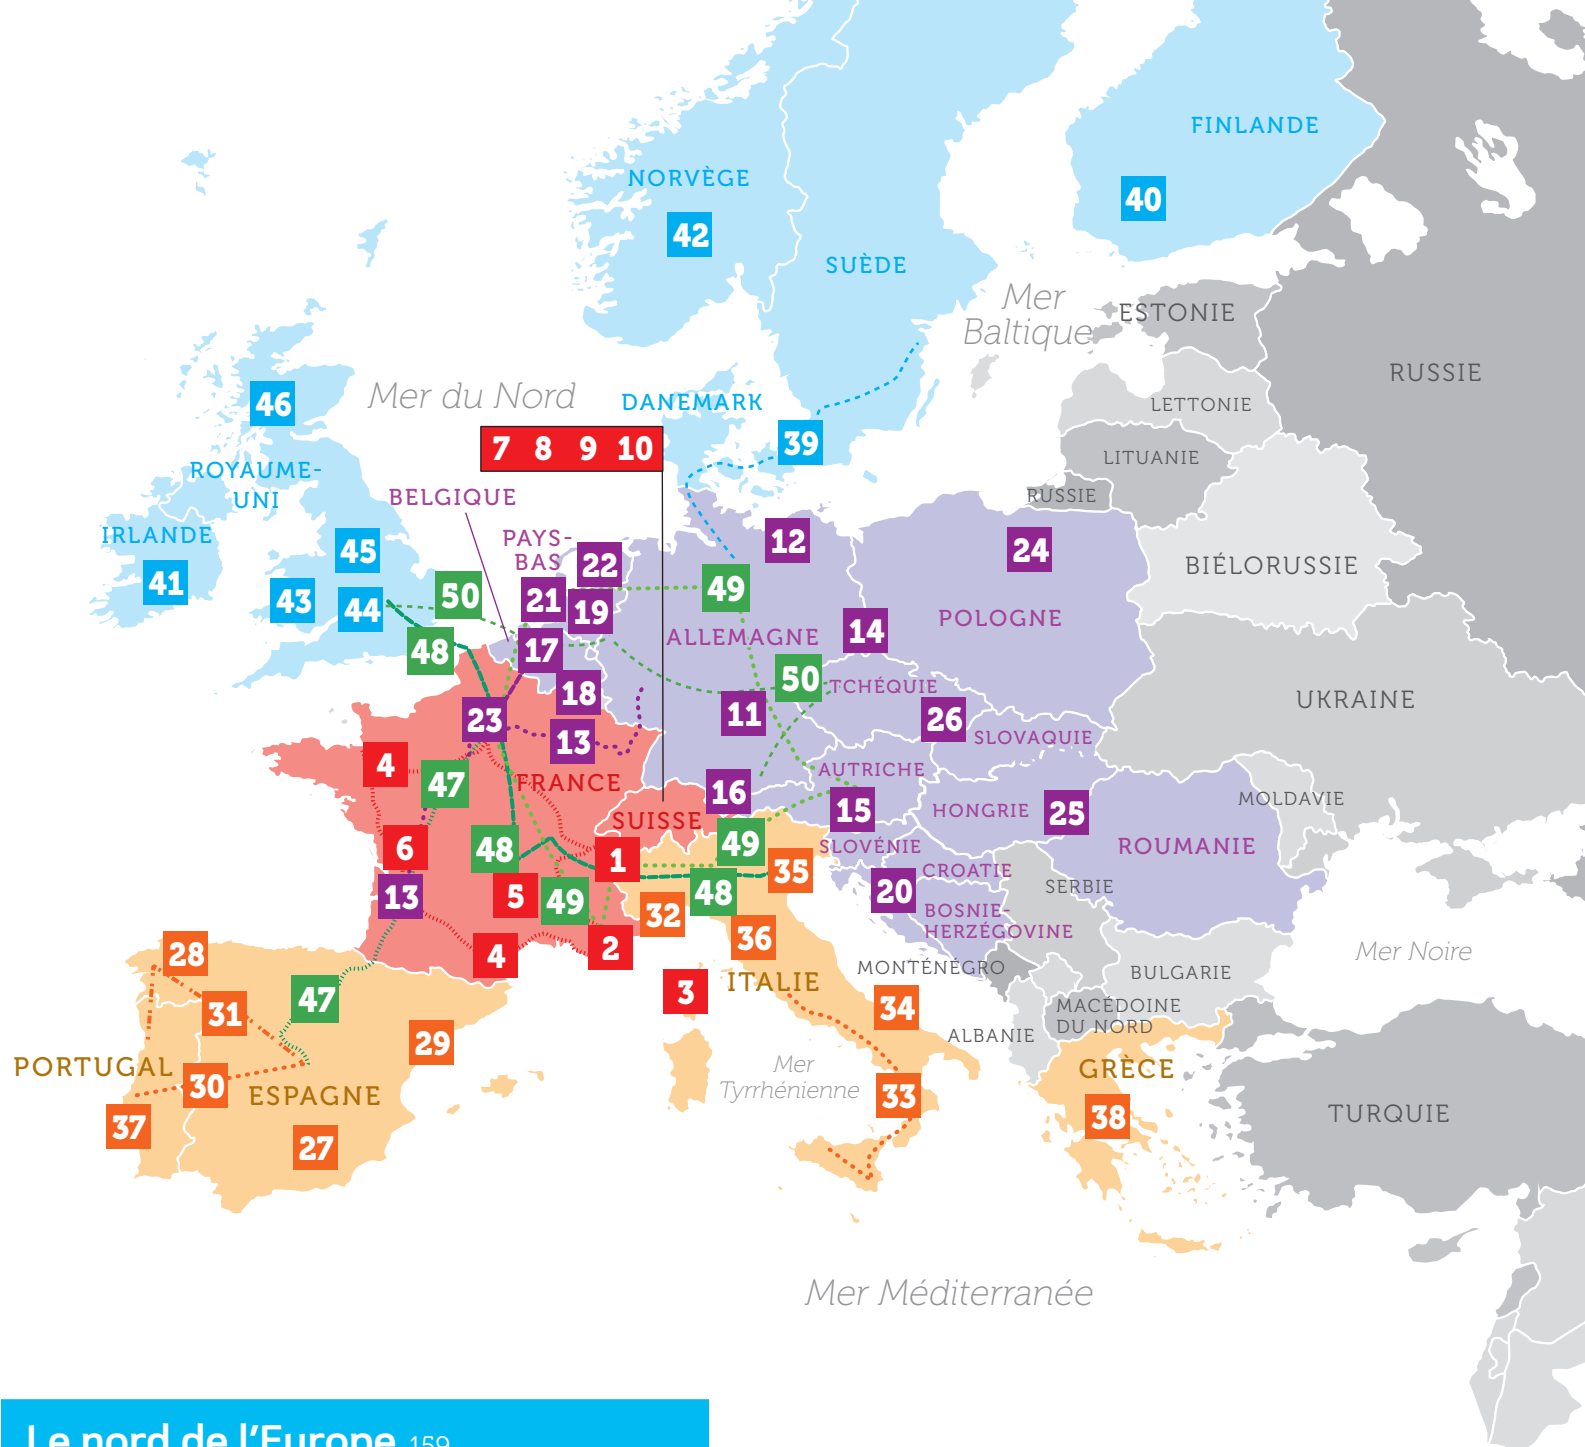 FINLANDE
40
NORVÈGE
42
SUÈDE
Mer
Baltique
ESTONIE
RUSSIE
46
Mer du Nord
DANEMARK
LETTONIE
7 8 9 10
39
LITUANIE
ROYAUME-
UNI
BELGIQUE
RUSSIE
IRLANDE
45
PAYS-
BAS
22
12
24
BIÉLORUSSIE
41
43
44
50
21
19
49
POLOGNE
48
17
ALLEMAGNE
14
18
50
TCHÉQUIE
UKRAINE
23
13
11
26
SLOVAQUIE
4
47
FRANCE
AUTRICHE
16
15
HONGRIE
25
MOLDAVIE
SUISSE
6
48
1
49
SLOVÉNIE
ROUMANIE
35
CROATIE
13
5
49
48
20
SERBIE
32
BOSNIE-
HERZÉGOVINE
36
28
4
2
Mer Noire
MONTÉNÉGRO
BULGARIE
47
3
ITALIE
31
34
MACÉDOINE
DU NORD
29
ALBANIE
PORTUGAL
Mer
Tyrrhénienne
GRÈCE
30
ESPAGNE
33
37
38
TURQUIE
27
Mer Méditerranée
Le nord de l'Europe 159